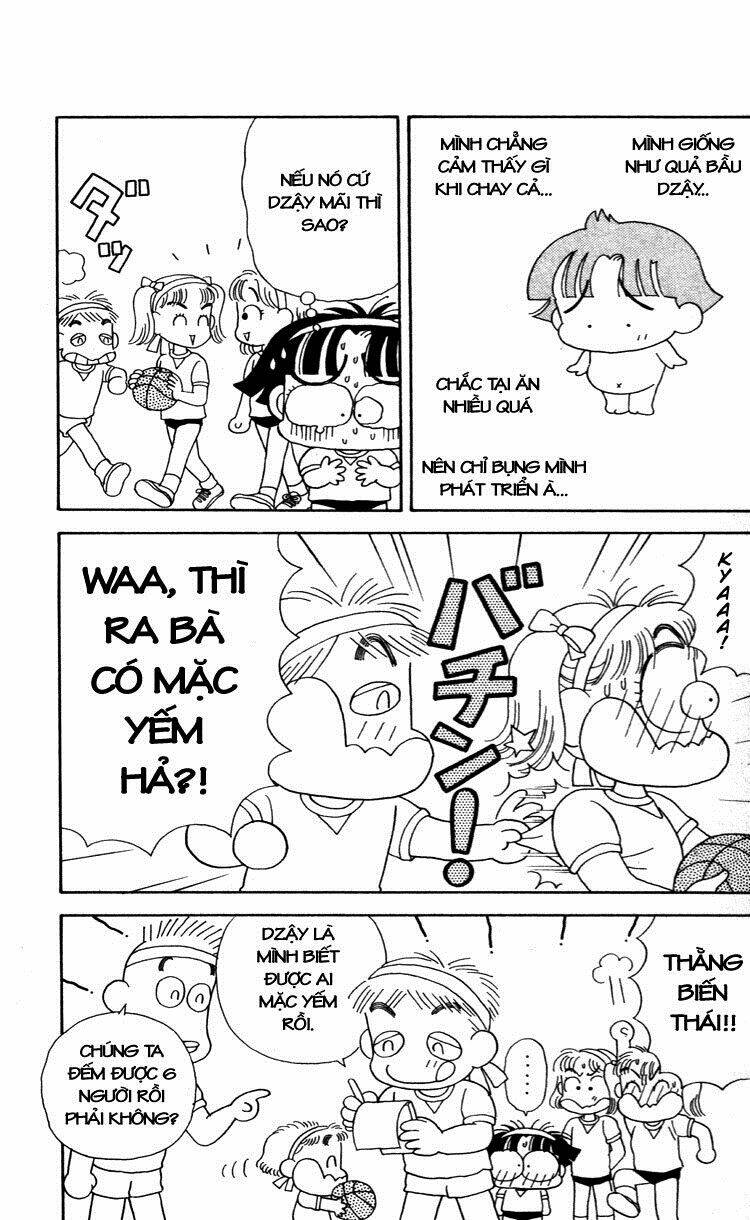 MÌNH GIỐNG
NHƯ QUẢ BẦU
DZẬY...
MÌNH CHẲNG
CẢM THẤY GÌ
KHI CHẠY CẢ...
CHẮC TẠI ĂN
NHIỀU QUÁ
NÊN CHỈ BỤNG MÌNH
PHÁT TRIỂN À...
NẾU NÓ CỨ
DZẬY MÃI THÌ
SAO?
ダッ
KYAAA!
バチン!
WAA, THÌ
RA BÀ
CÓ MẶC
YẾM
HẢ?!
THẰNG
BIẾN
THÁI!!
....
DZẬY LÀ
MÌNH BIẾT
ĐƯỢC AI
MẶC YẾM
RỒI.
CHÚNG TA
ĐẾM ĐƯỢC 6
NGƯỜI RỒI
PHẢI KHÔNG?